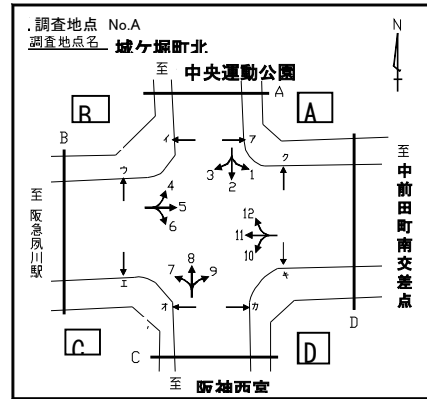 .調査地点 No.A
調査地点名 城ケ堀町北
N
至
中央運動公園
A
B
A
B
イ
ア
ウ
ク
3
2
1
至
中前田町南交差点
4
5
6
至
阪急夙川駅
12
11
10
8
7
9
エ
キ
オ
カ
C
D
D
C
至
阪神西宮